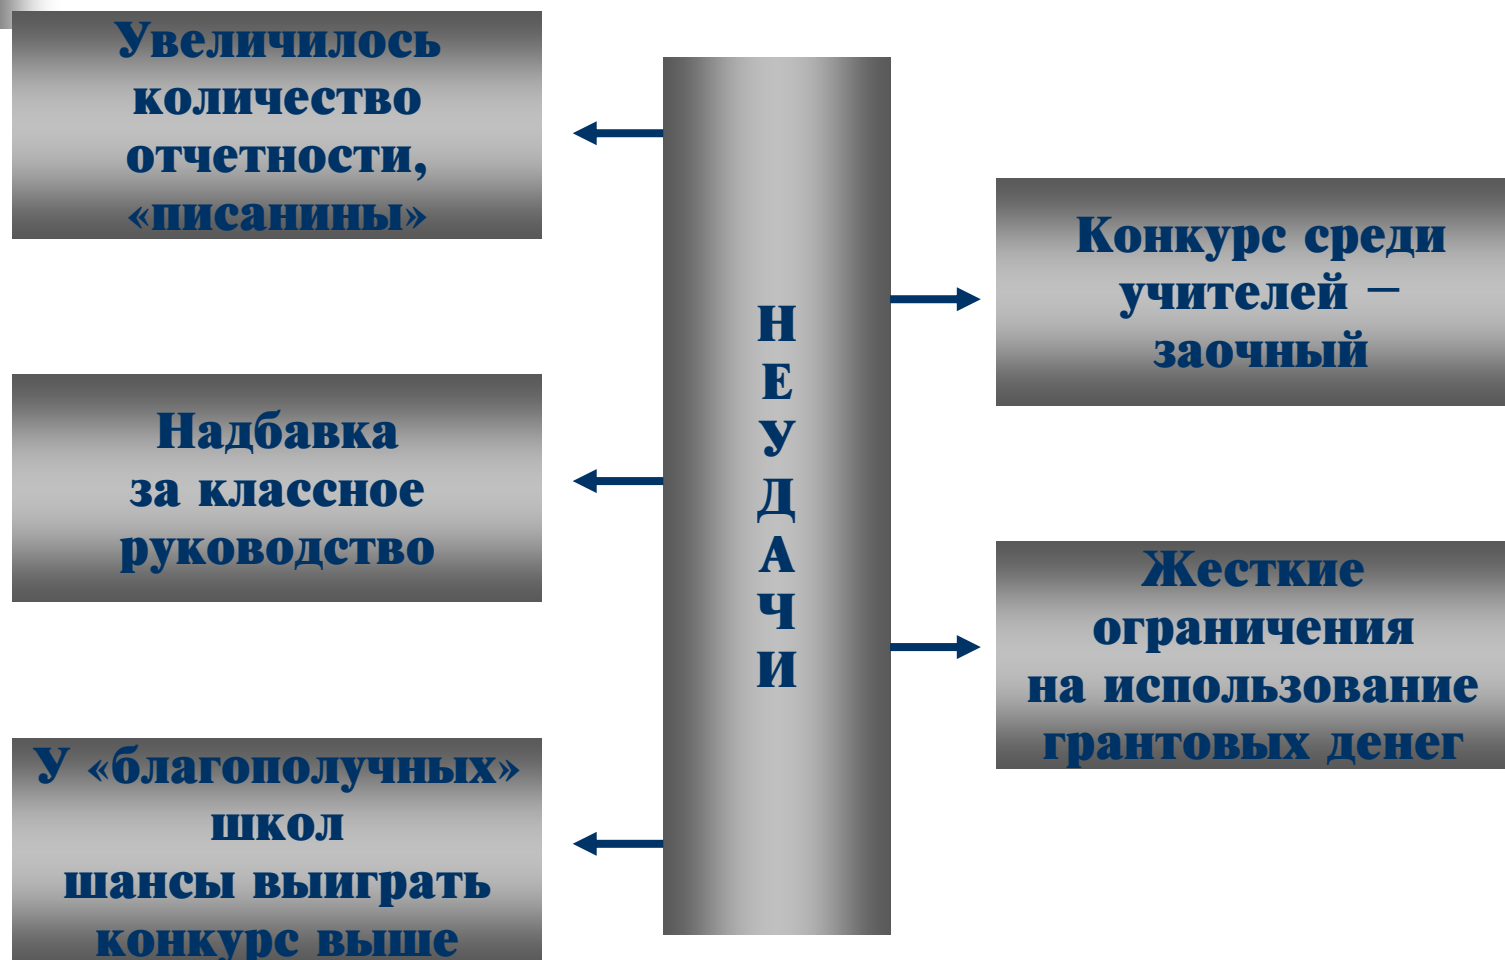 Увеличилось
количество
отчетности,
«писанины»
Надбавка
за классное
руководство
У «благополучных»
школ
шансы выиграть
конкурс выше
Н
Е
У
Д
А
Ч
И
Конкурс среди
учителей –
заочный
Жесткие
ограничения
на использование
грантовых денег